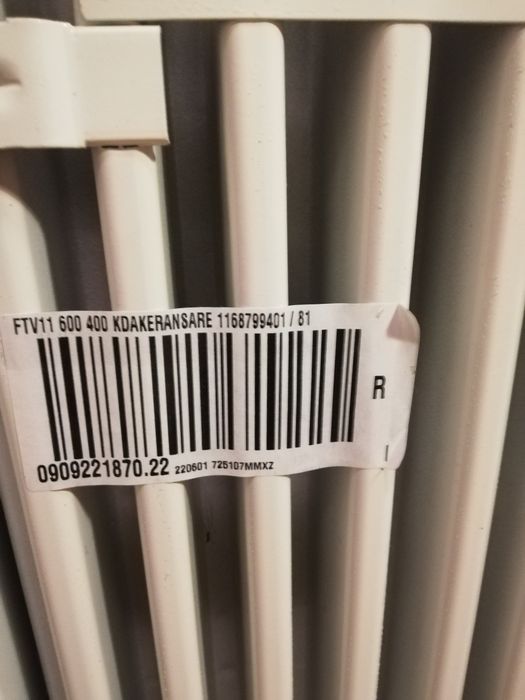 FTV11 600 400 KDAKERANSARE 1168799401 / 81
R
0909221870.22 220601 725107MMXZ